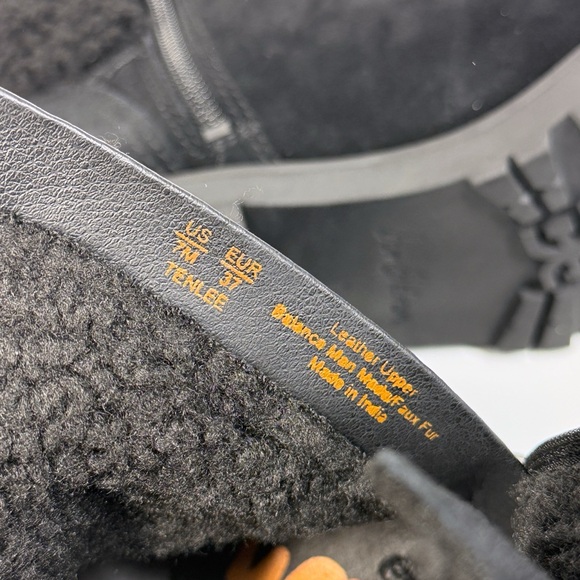 US EUR
7M 37
TENLEE
Leather Upper
Balance Man Made/Faux Fur
Made in India